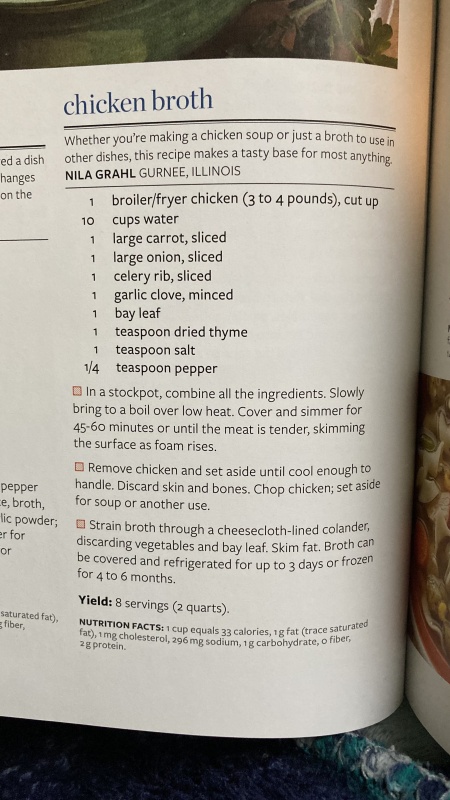 chicken broth
Whether you're making a chicken soup or just a broth to use in
other dishes, this recipe makes a tasty base for most anything.
NILA GRAHL GURNEE, ILLINOIS
1 broiler/fryer chicken (3 to 4 pounds), cut up
10 cups water
1 large carrot, sliced
1 large onion, sliced
1 celery rib, sliced
1 garlic clove, minced
1 bay leaf
1 teaspoon dried thyme
1 teaspoon salt
1/4 teaspoon pepper
In a stockpot, combine all the ingredients. Slowly
bring to a boil over low heat. Cover and simmer for
45-60 minutes or until the meat is tender, skimming
the surface as foam rises.
Remove chicken and set aside until cool enough to
handle. Discard skin and bones. Chop chicken; set aside
for soup or another use.
Strain broth through a cheesecloth-lined colander,
discarding vegetables and bay leaf. Skim fat. Broth can
be covered and refrigerated for up to 3 days or frozen
for 4 to 6 months.
Yield: 8 servings (2 quarts).
NUTRITION FACTS: 1 cup equals 33 calories, 1 g fat (trace saturated
fat), 1 mg cholesterol, 296 mg sodium, 1 g carbohydrate, 0 fiber,
2 g protein.
ed a dish
hanges
on the
pepper
e, broth,
lic powder;
er for
or
saturated fat),
fiber,